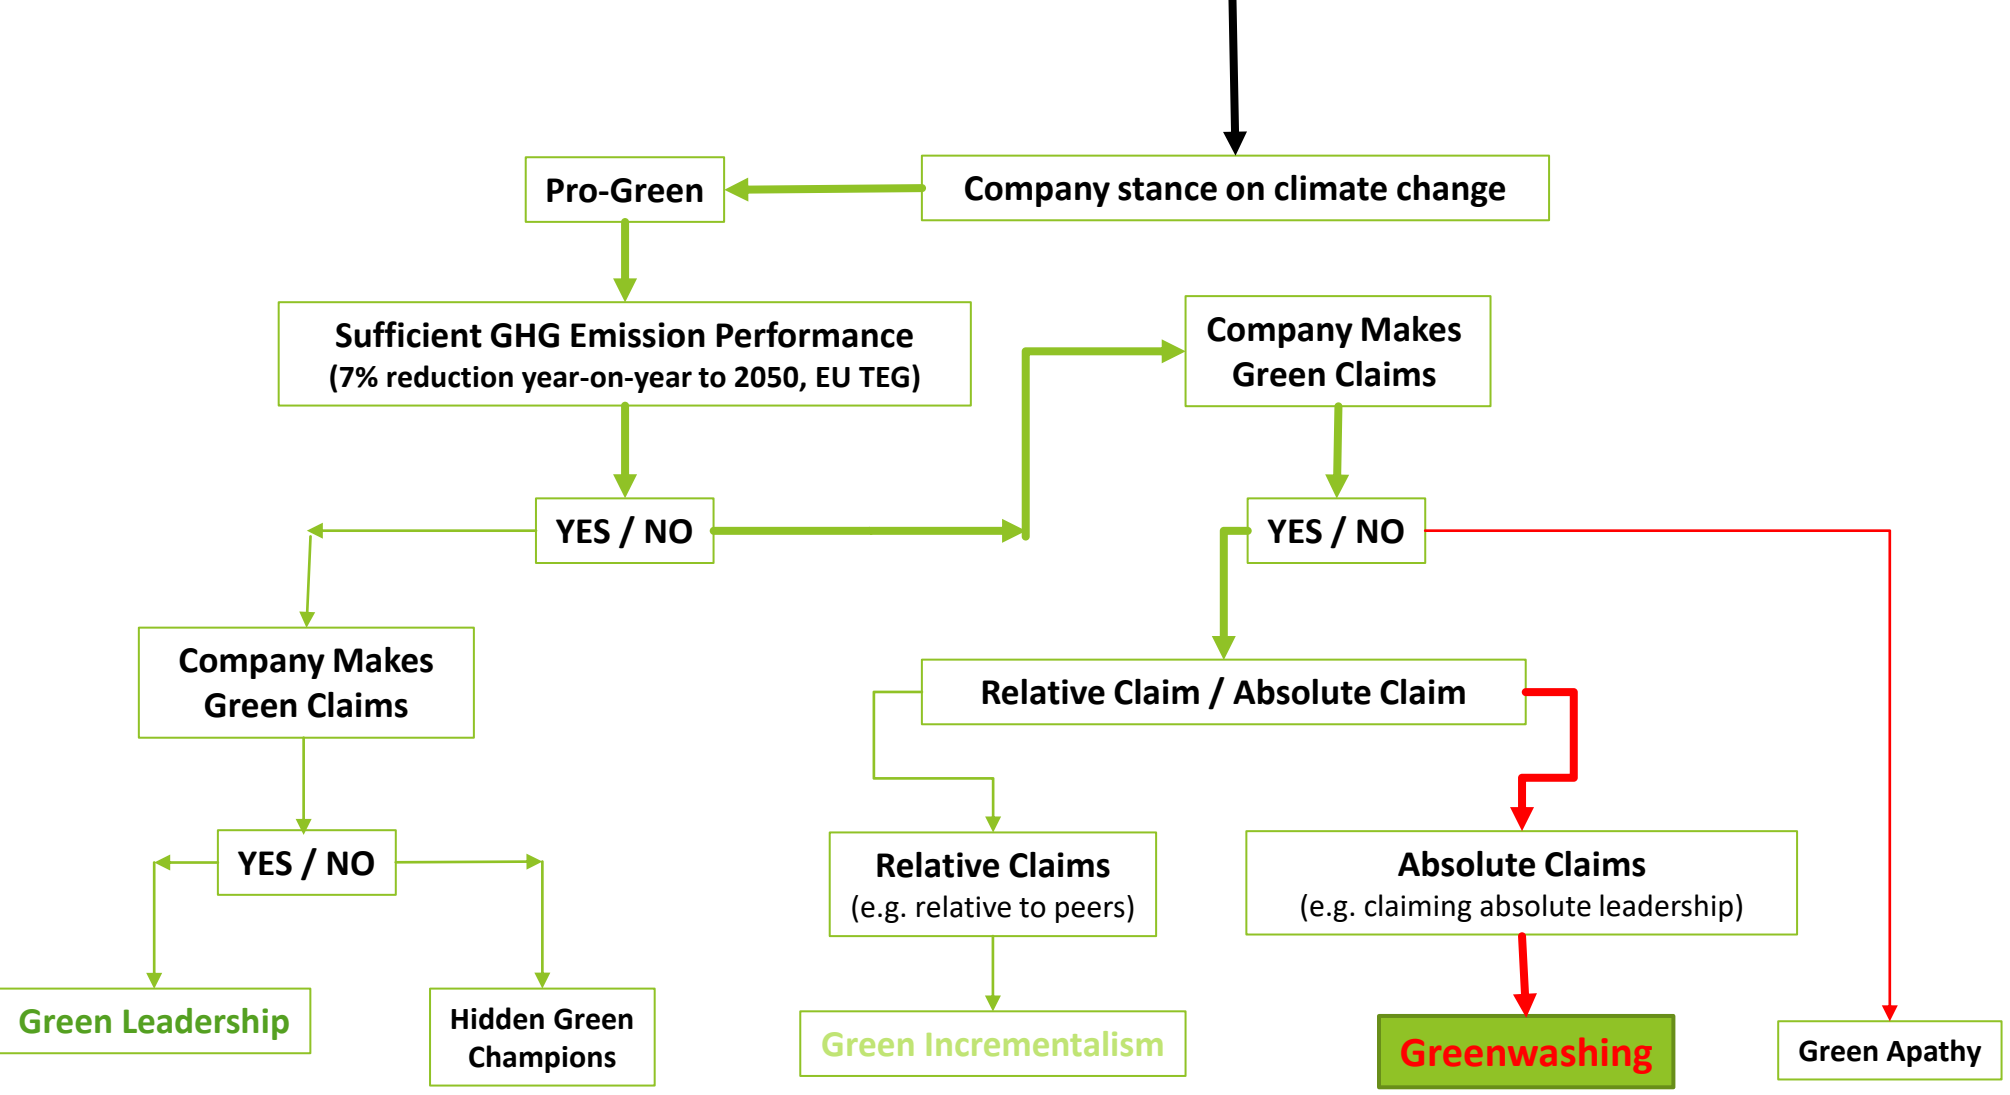 Company stance on climate change
Pro-Green
Sufficient GHG Emission Performance
(7% reduction year-on-year to 2050, EU TEG)
Company Makes
Green Claims
YES / NO
YES / NO
Company Makes
Green Claims
Relative Claim / Absolute Claim
YES / NO
Relative Claims
(e.g. relative to peers)
Absolute Claims
(e.g. claiming absolute leadership)
Green Leadership
Hidden Green
Champions
Green Incrementalism
Greenwashing
Green Apathy